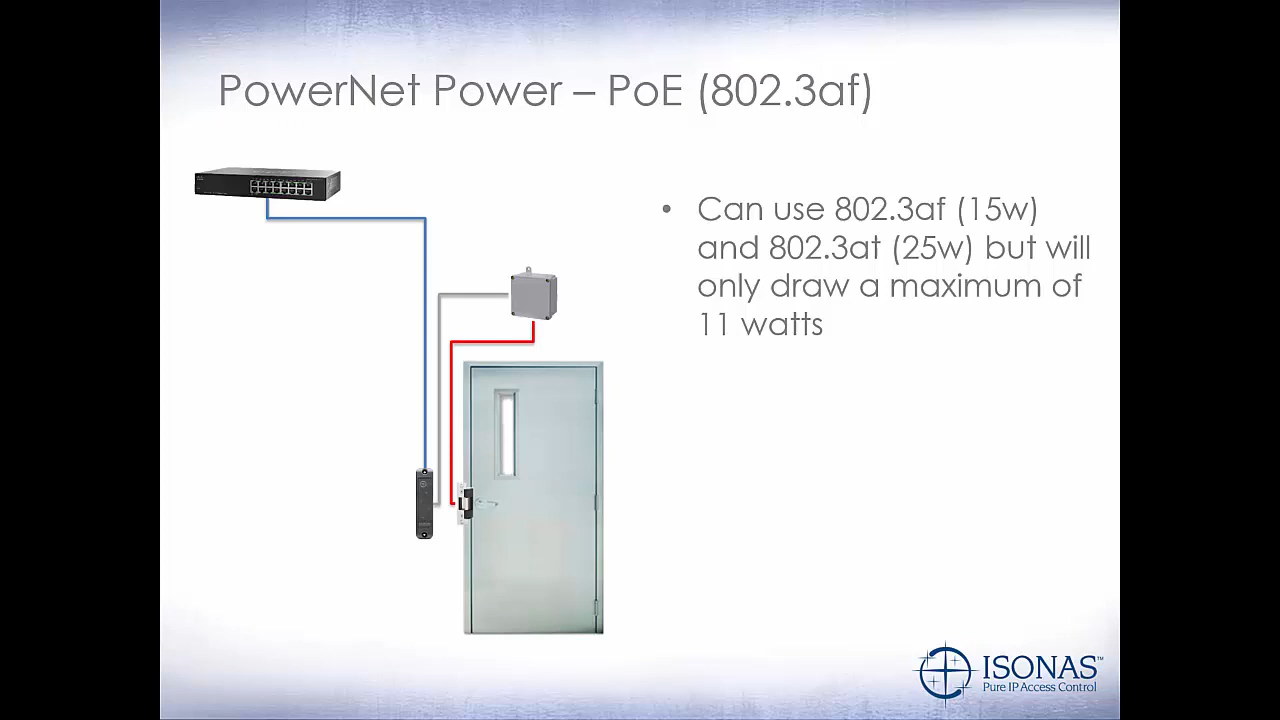 PowerNet Power – PoE (802.3af)
• Can use 802.3af (15w)
and 802.3at (25w) but will
only draw a maximum of
11 watts
ISONAS™
Pure IP Access Control